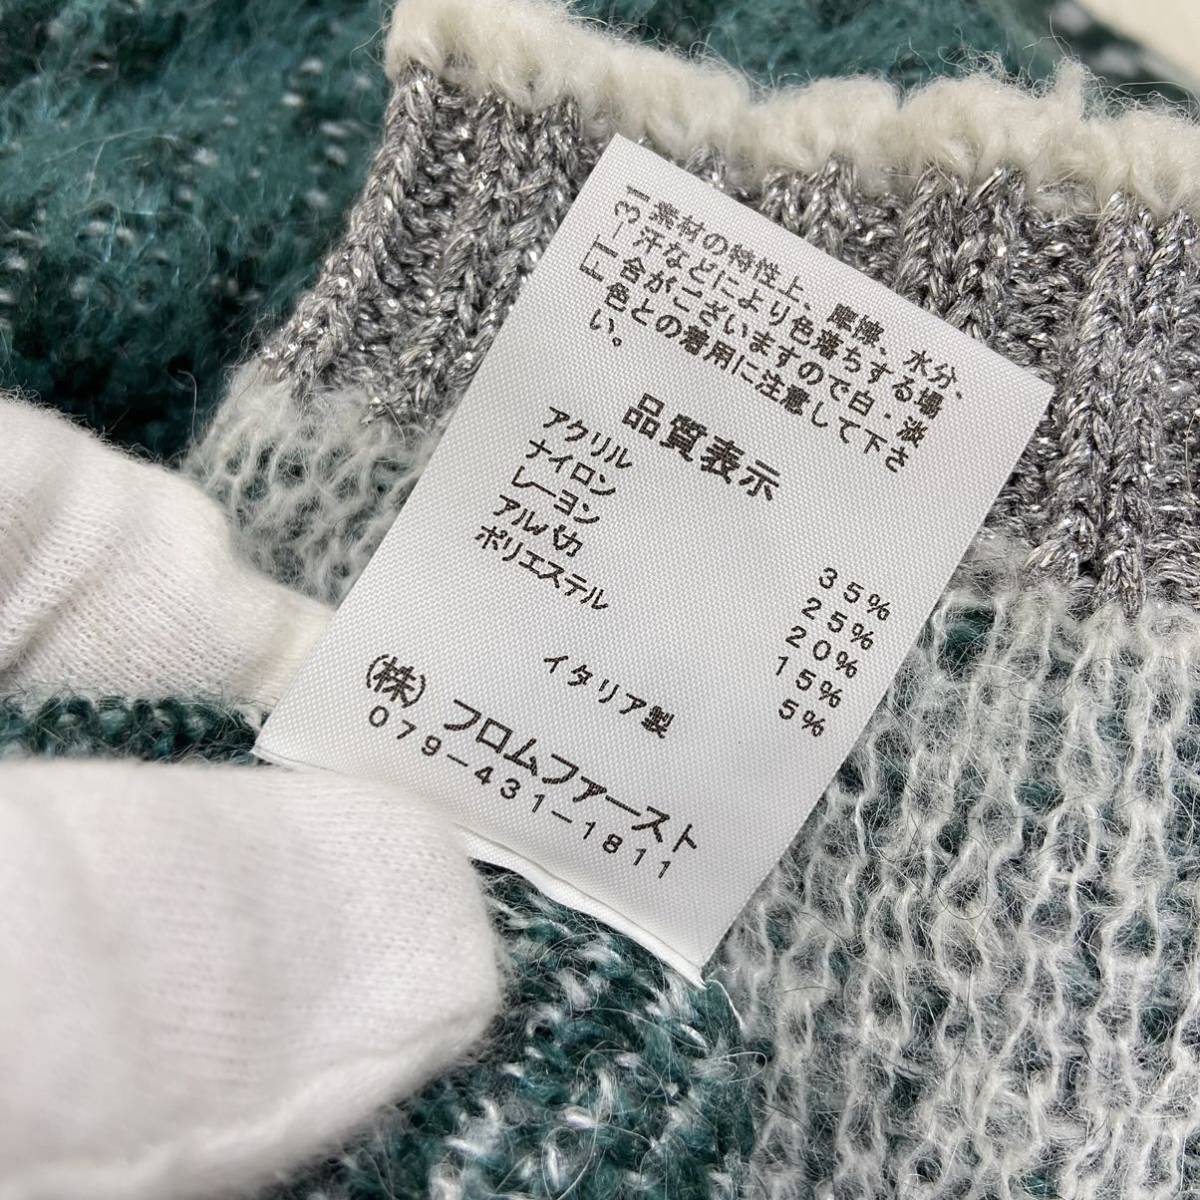 [-3-]
素材の特性上、摩擦、水分、
汗などにより色落ちする場
合がございますので白・淡
色との着用に注意して下さ
い。
品質表示
アクリル 35%
ナイロン 25%
レーヨン 20%
アルパカ 15%
ポリエステル 5%
イタリア製
(株) フロムファースト
079-431-1811